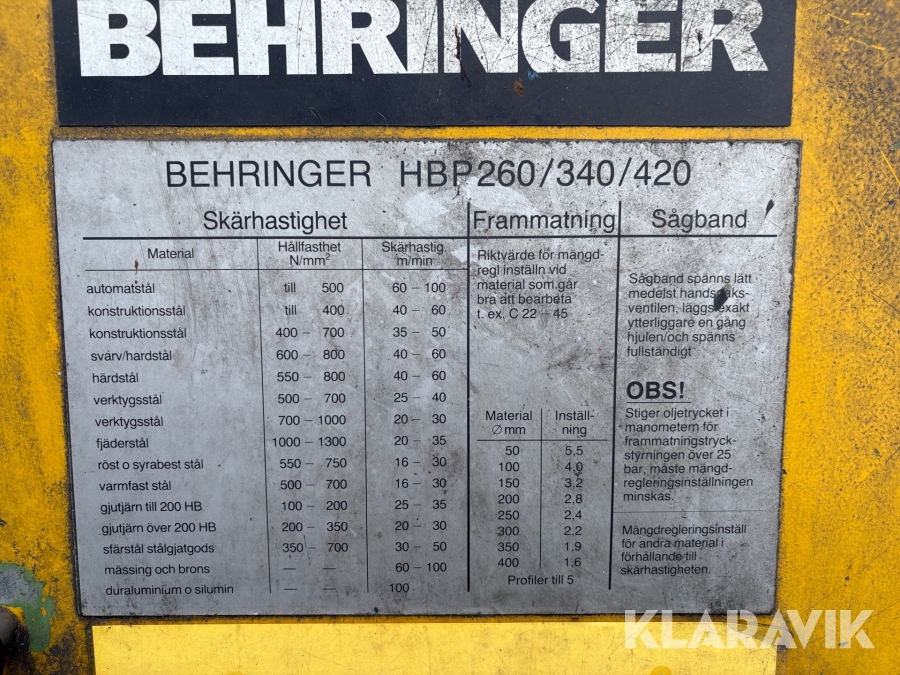 BEHRINGER
BEHRINGER HBP260/340/420
Skärhastighet
Material Hållfasthet N/mm² Skärhastig. m/min
automatstål till 500 60 – 100
konstruktionsstål till 400 40 – 60
konstruktionsstål 400 – 700 35 – 50
svarv/hardstål 600 – 800 40 – 60
härdstål 550 – 800 40 – 60
verktygsstål 500 – 700 25 – 40
verktygsstål 700 – 1000 20 – 30
fjäderstål 1000 – 1300 20 – 35
röst o syrabest stål 550 – 750 16 – 30
varmfast stål 500 – 700 16 – 30
gjutjärn till 200 HB 100 – 200 25 – 35
gjutjärn över 200 HB 200 – 350 20 – 30
sfärstål stålgjatgods 350 – 700 30 – 50
mässing och brons — — 60 – 100
duraluminium o silumin — — 100
Frammatning
Riktvärde för mängd-
regl inställn vid
material som går
bra att bearbeta
t. ex. C 22 – 45
Material Ø mm Inställ-ning
50 5,5
100 4,0
150 3,2
200 2,8
250 2,4
300 2,2
350 1,9
400 1,6
Profiler till 5
Sågband
Sågband spänns lätt
medelst handspaks-
ventilen, läggs exakt
ytterliggare en gång
hjulen/och spänns
fullständigt
OBS!
Stiger oljetrycket i
manometern för
frammatningstryck-
styrningen över 25
bar, måste mängd-
regleringsinställningen
minskas.
Mängdregleringsinställ
för andra material i
förhållande till
skärhastigheten.
KLARAVIK